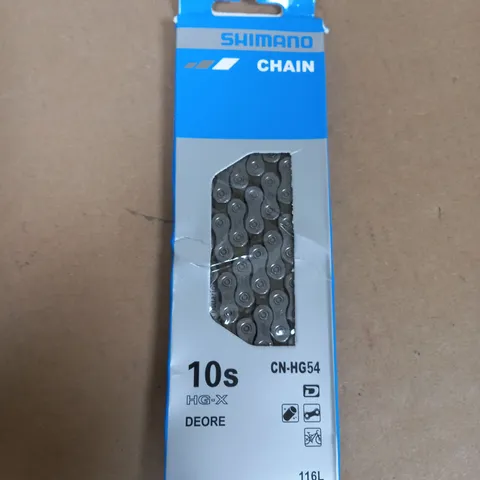 SHIMANO
CHAIN
10s
CN-HG54
HG-X
DEORE
116L